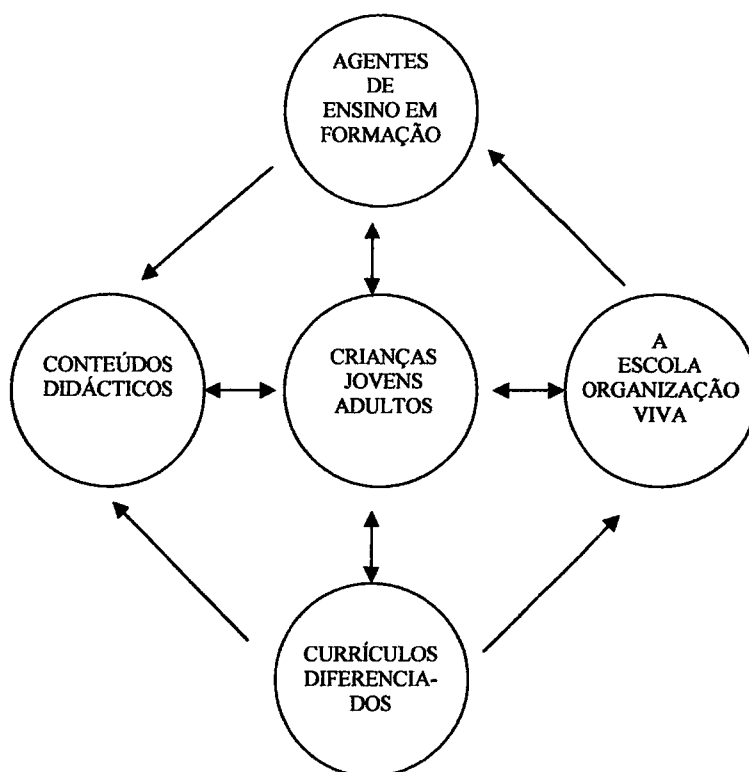 AGENTES
DE
ENSINO EM
FORMAÇÃO
CONTEÚDOS
DIDÁCTICOS
CRIANÇAS
JOVENS
ADULTOS
A
ESCOLA
ORGANIZAÇÃO
VIVA
CURRÍCULOS
DIFERENCIA-
DOS